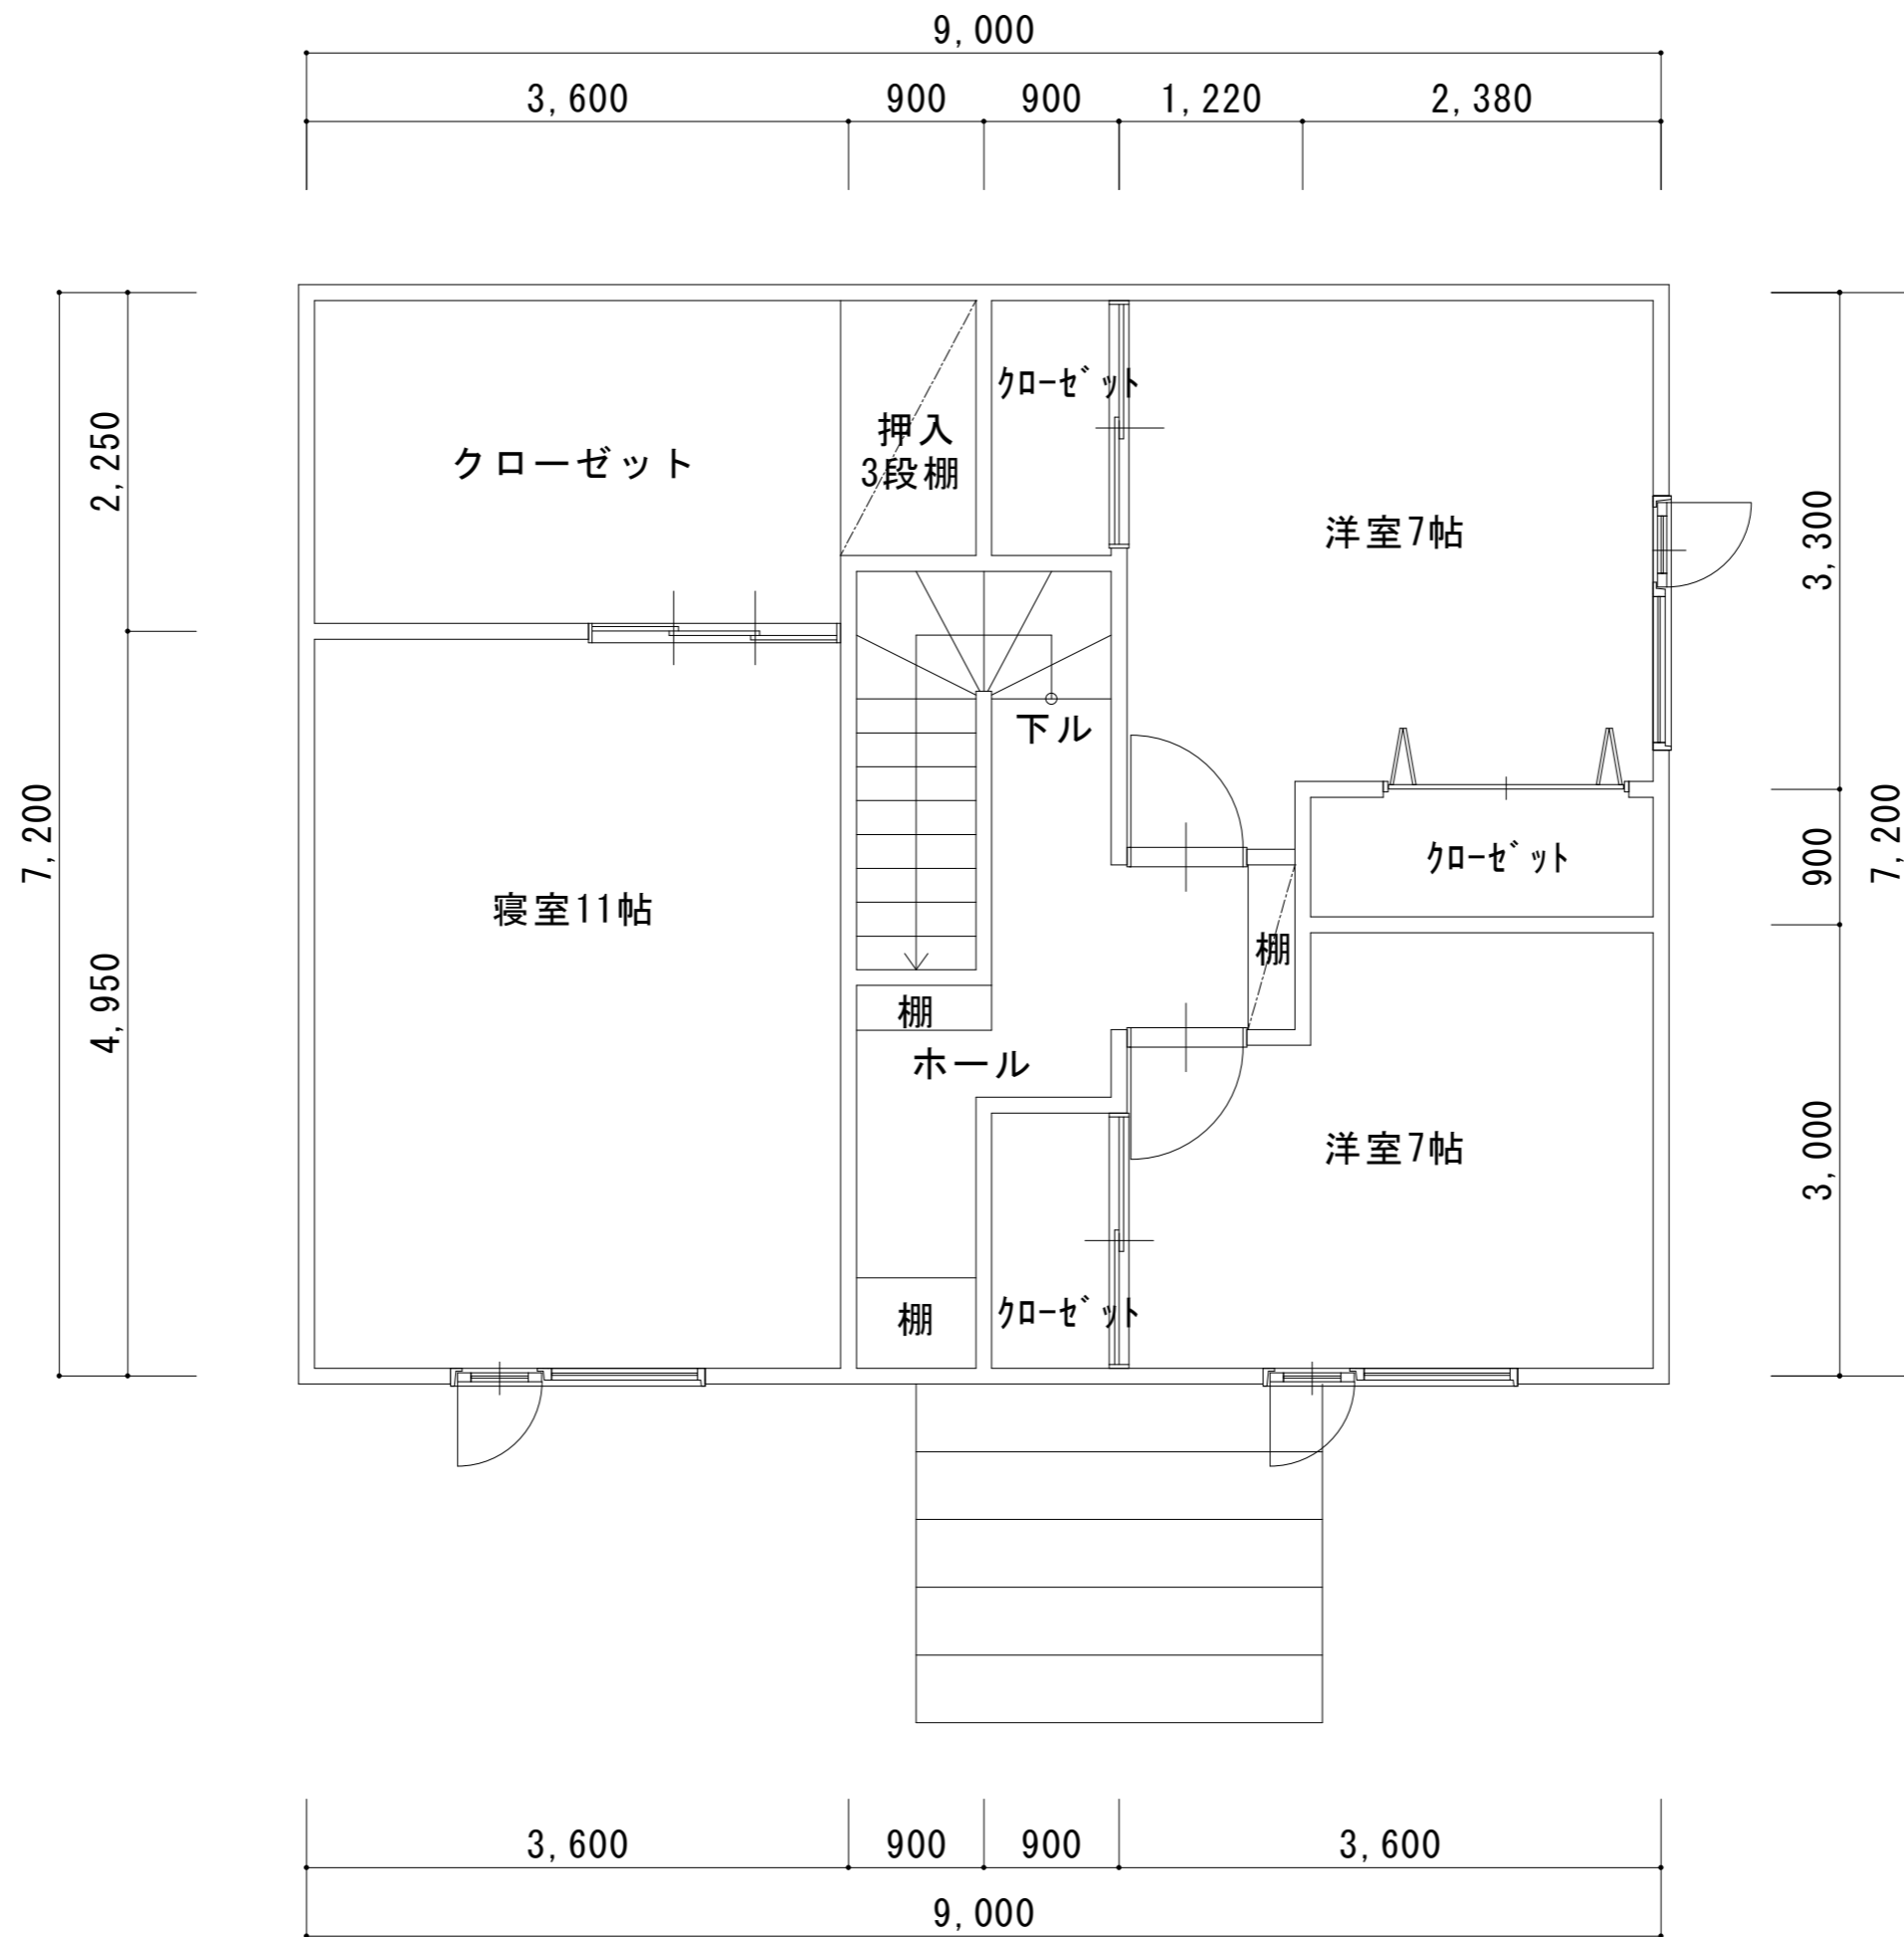 9,000
3,600
900
900
1,220
2,380
クローゼット
押入
3段棚
ｸﾛｰｾﾞｯﾄ
洋室7帖
2,250
7,200
4,950
3,300
900
7,200
3,000
下ル
ｸﾛｰｾﾞｯﾄ
寝室11帖
棚
棚
ホール
洋室7帖
棚
ｸﾛｰｾﾞｯﾄ
3,600
900
900
3,600
9,000